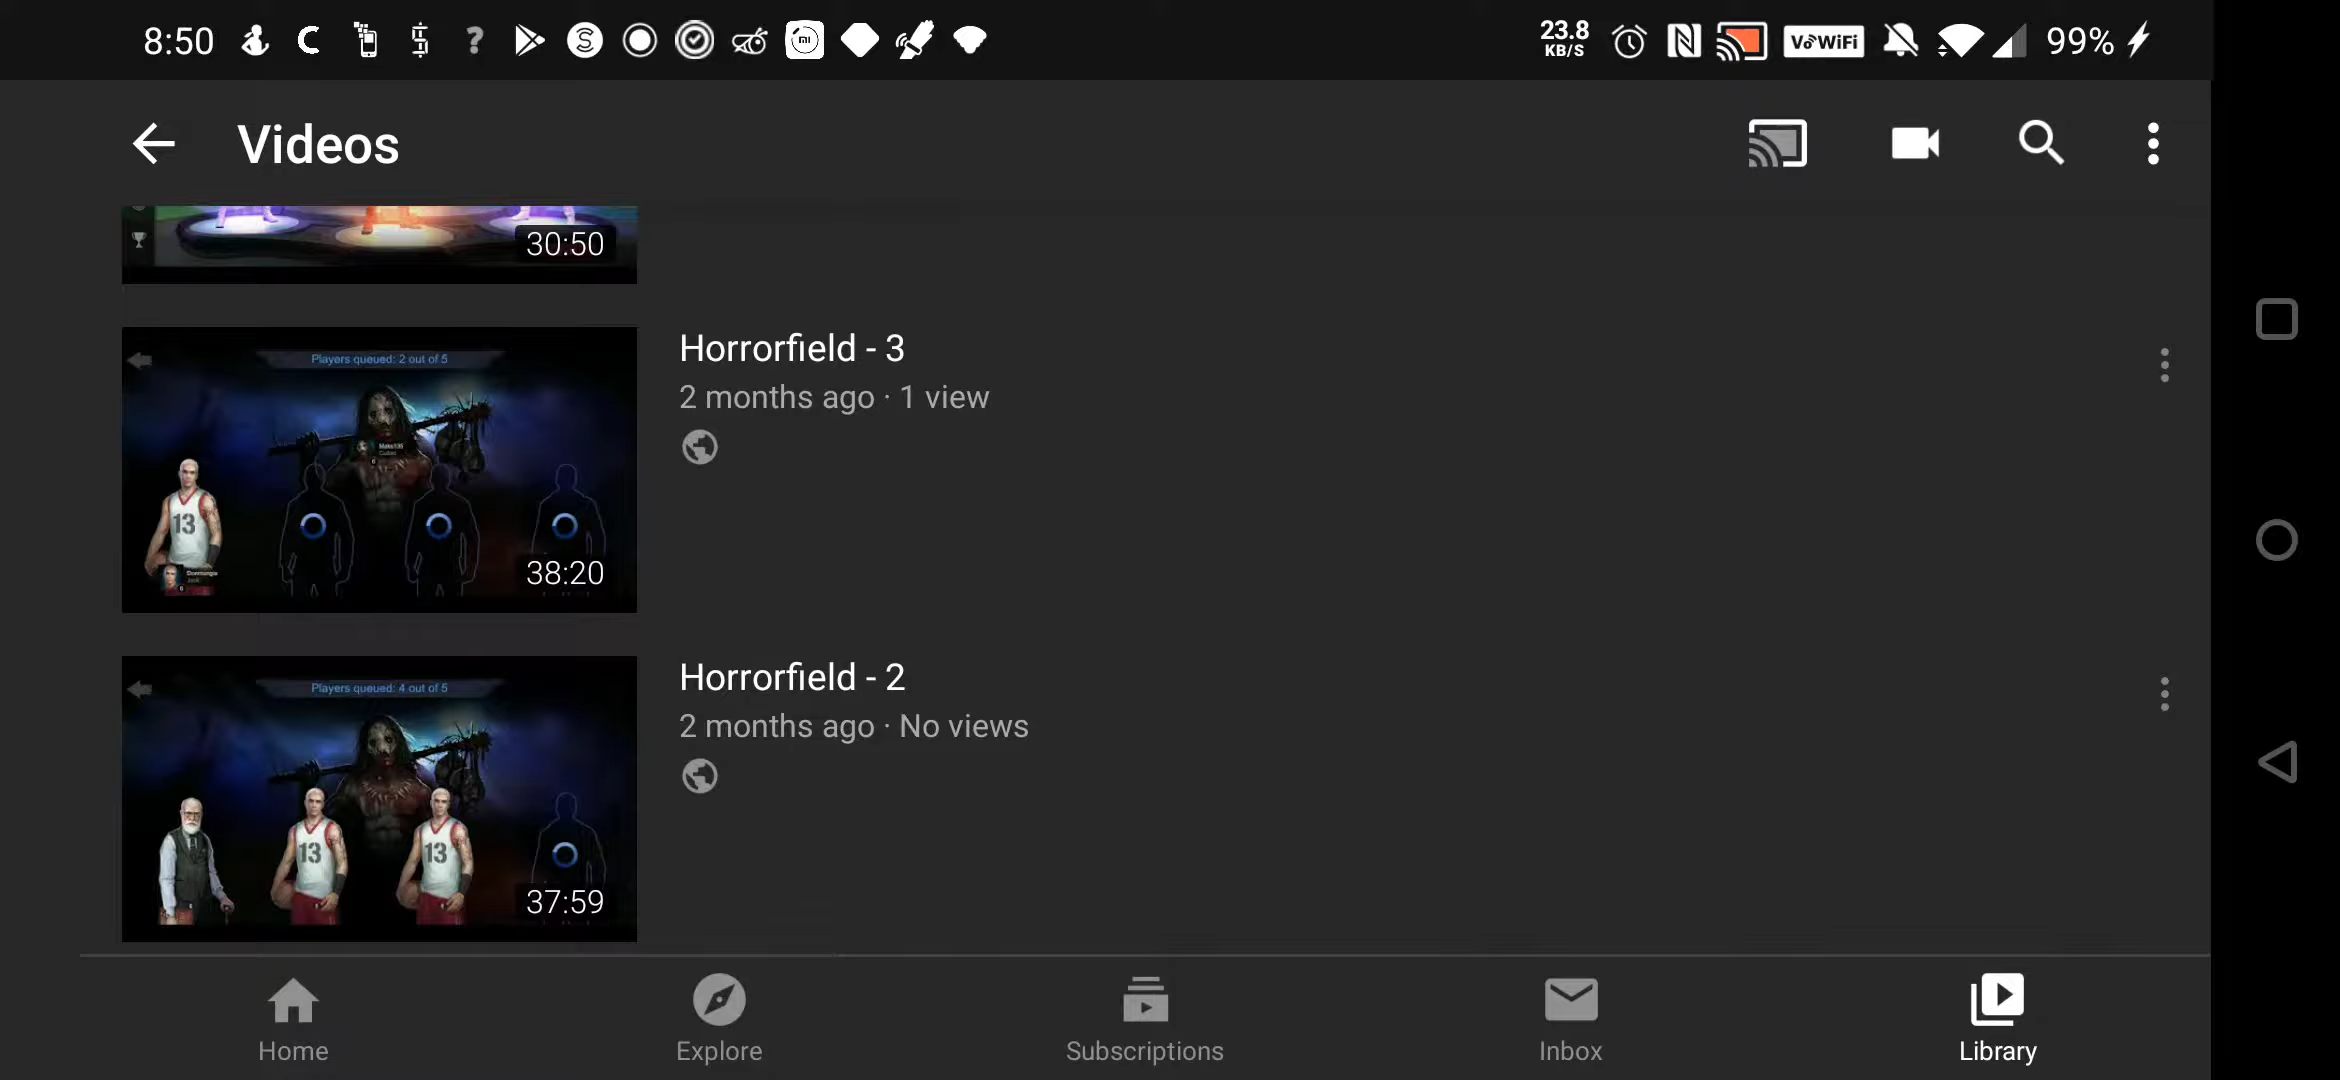 8:50
23.8
KB/S
VoWiFi
99%
Videos
30:50
Players queued: 2 out of 5
13
38:20
Horrorfield - 3
2 months ago · 1 view
Players queued: 4 out of 5
13
13
37:59
Horrorfield - 2
2 months ago · No views
Home
Explore
Subscriptions
Inbox
Library